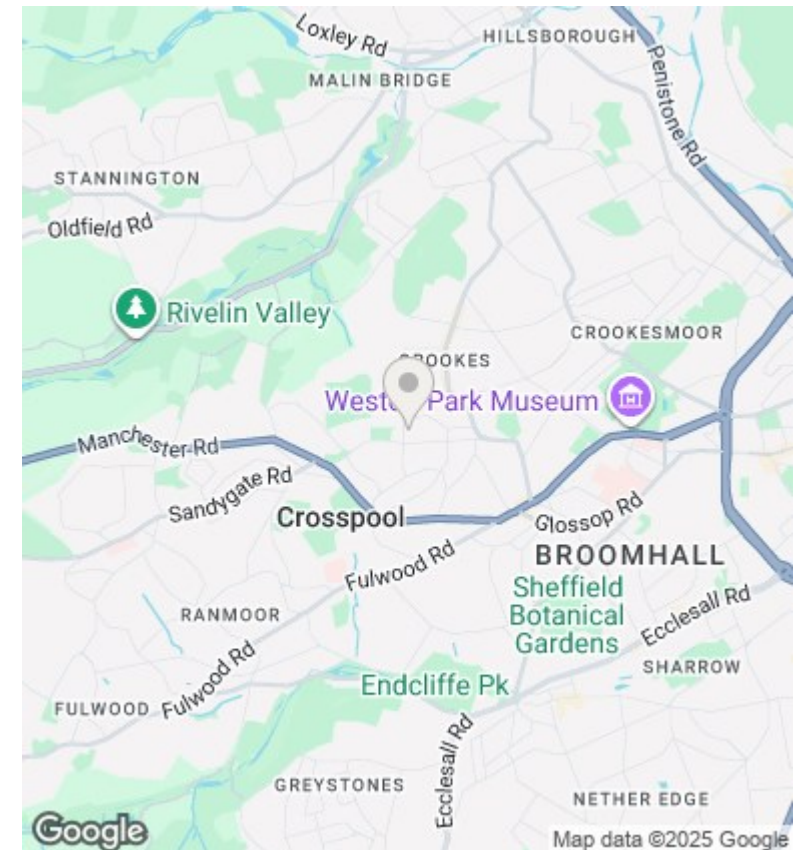 Loxley Rd
HILLSBOROUGH
MALIN BRIDGE
Penistone Rd
STANNINGTON
Oldfield Rd
Rivelin Valley
CROOKESMOOR
CROOKES
Weston Park Museum
Manchester Rd
Sandygate Rd
Crosspool
Glossop Rd
Fulwood Rd
BROOMHALL
Sheffield
Botanical
Gardens
Ecclesall Rd
RANMOOR
SHARROW
Fulwood Rd
Endcliffe Pk
FULWOOD
Ecclesall Rd
GREYSTONES
NETHER EDGE
Google
Map data ©2025 Google